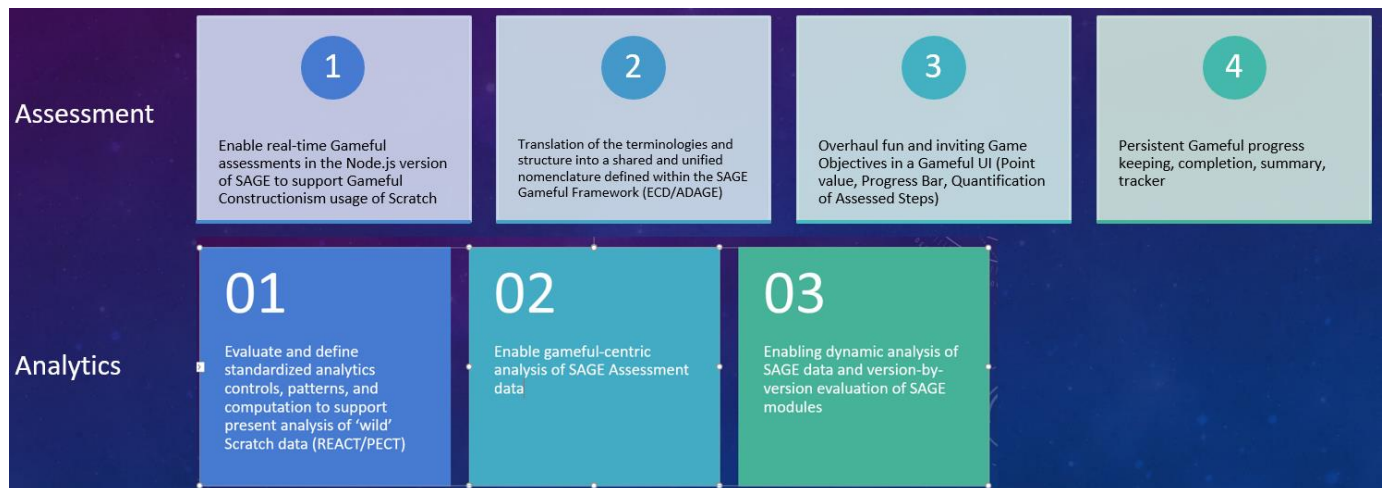 Assessment
1
Enable real-time Gameful
assessments in the Node.js version
of SAGE to support Gameful
Constructionism usage of Scratch
2
Translation of the terminologies and
structure into a shared and unified
nomenclature defined within the SAGE
Gameful Framework (ECD/ADAGE)
3
Overhaul fun and inviting Game
Objectives in a Gameful UI (Point
value, Progress Bar, Quantification
of Assessed Steps)
4
Persistent Gameful progress
keeping, completion, summary,
tracker
Analytics
01
Evaluate and define
standardized analytics
controls, patterns, and
computation to support
present analysis of ‘wild’
Scratch data (REACT/PECT)
02
Enable gameful-centric
analysis of SAGE Assessment
data
03
Enabling dynamic analysis of
SAGE data and version-by-
version evaluation of SAGE
modules